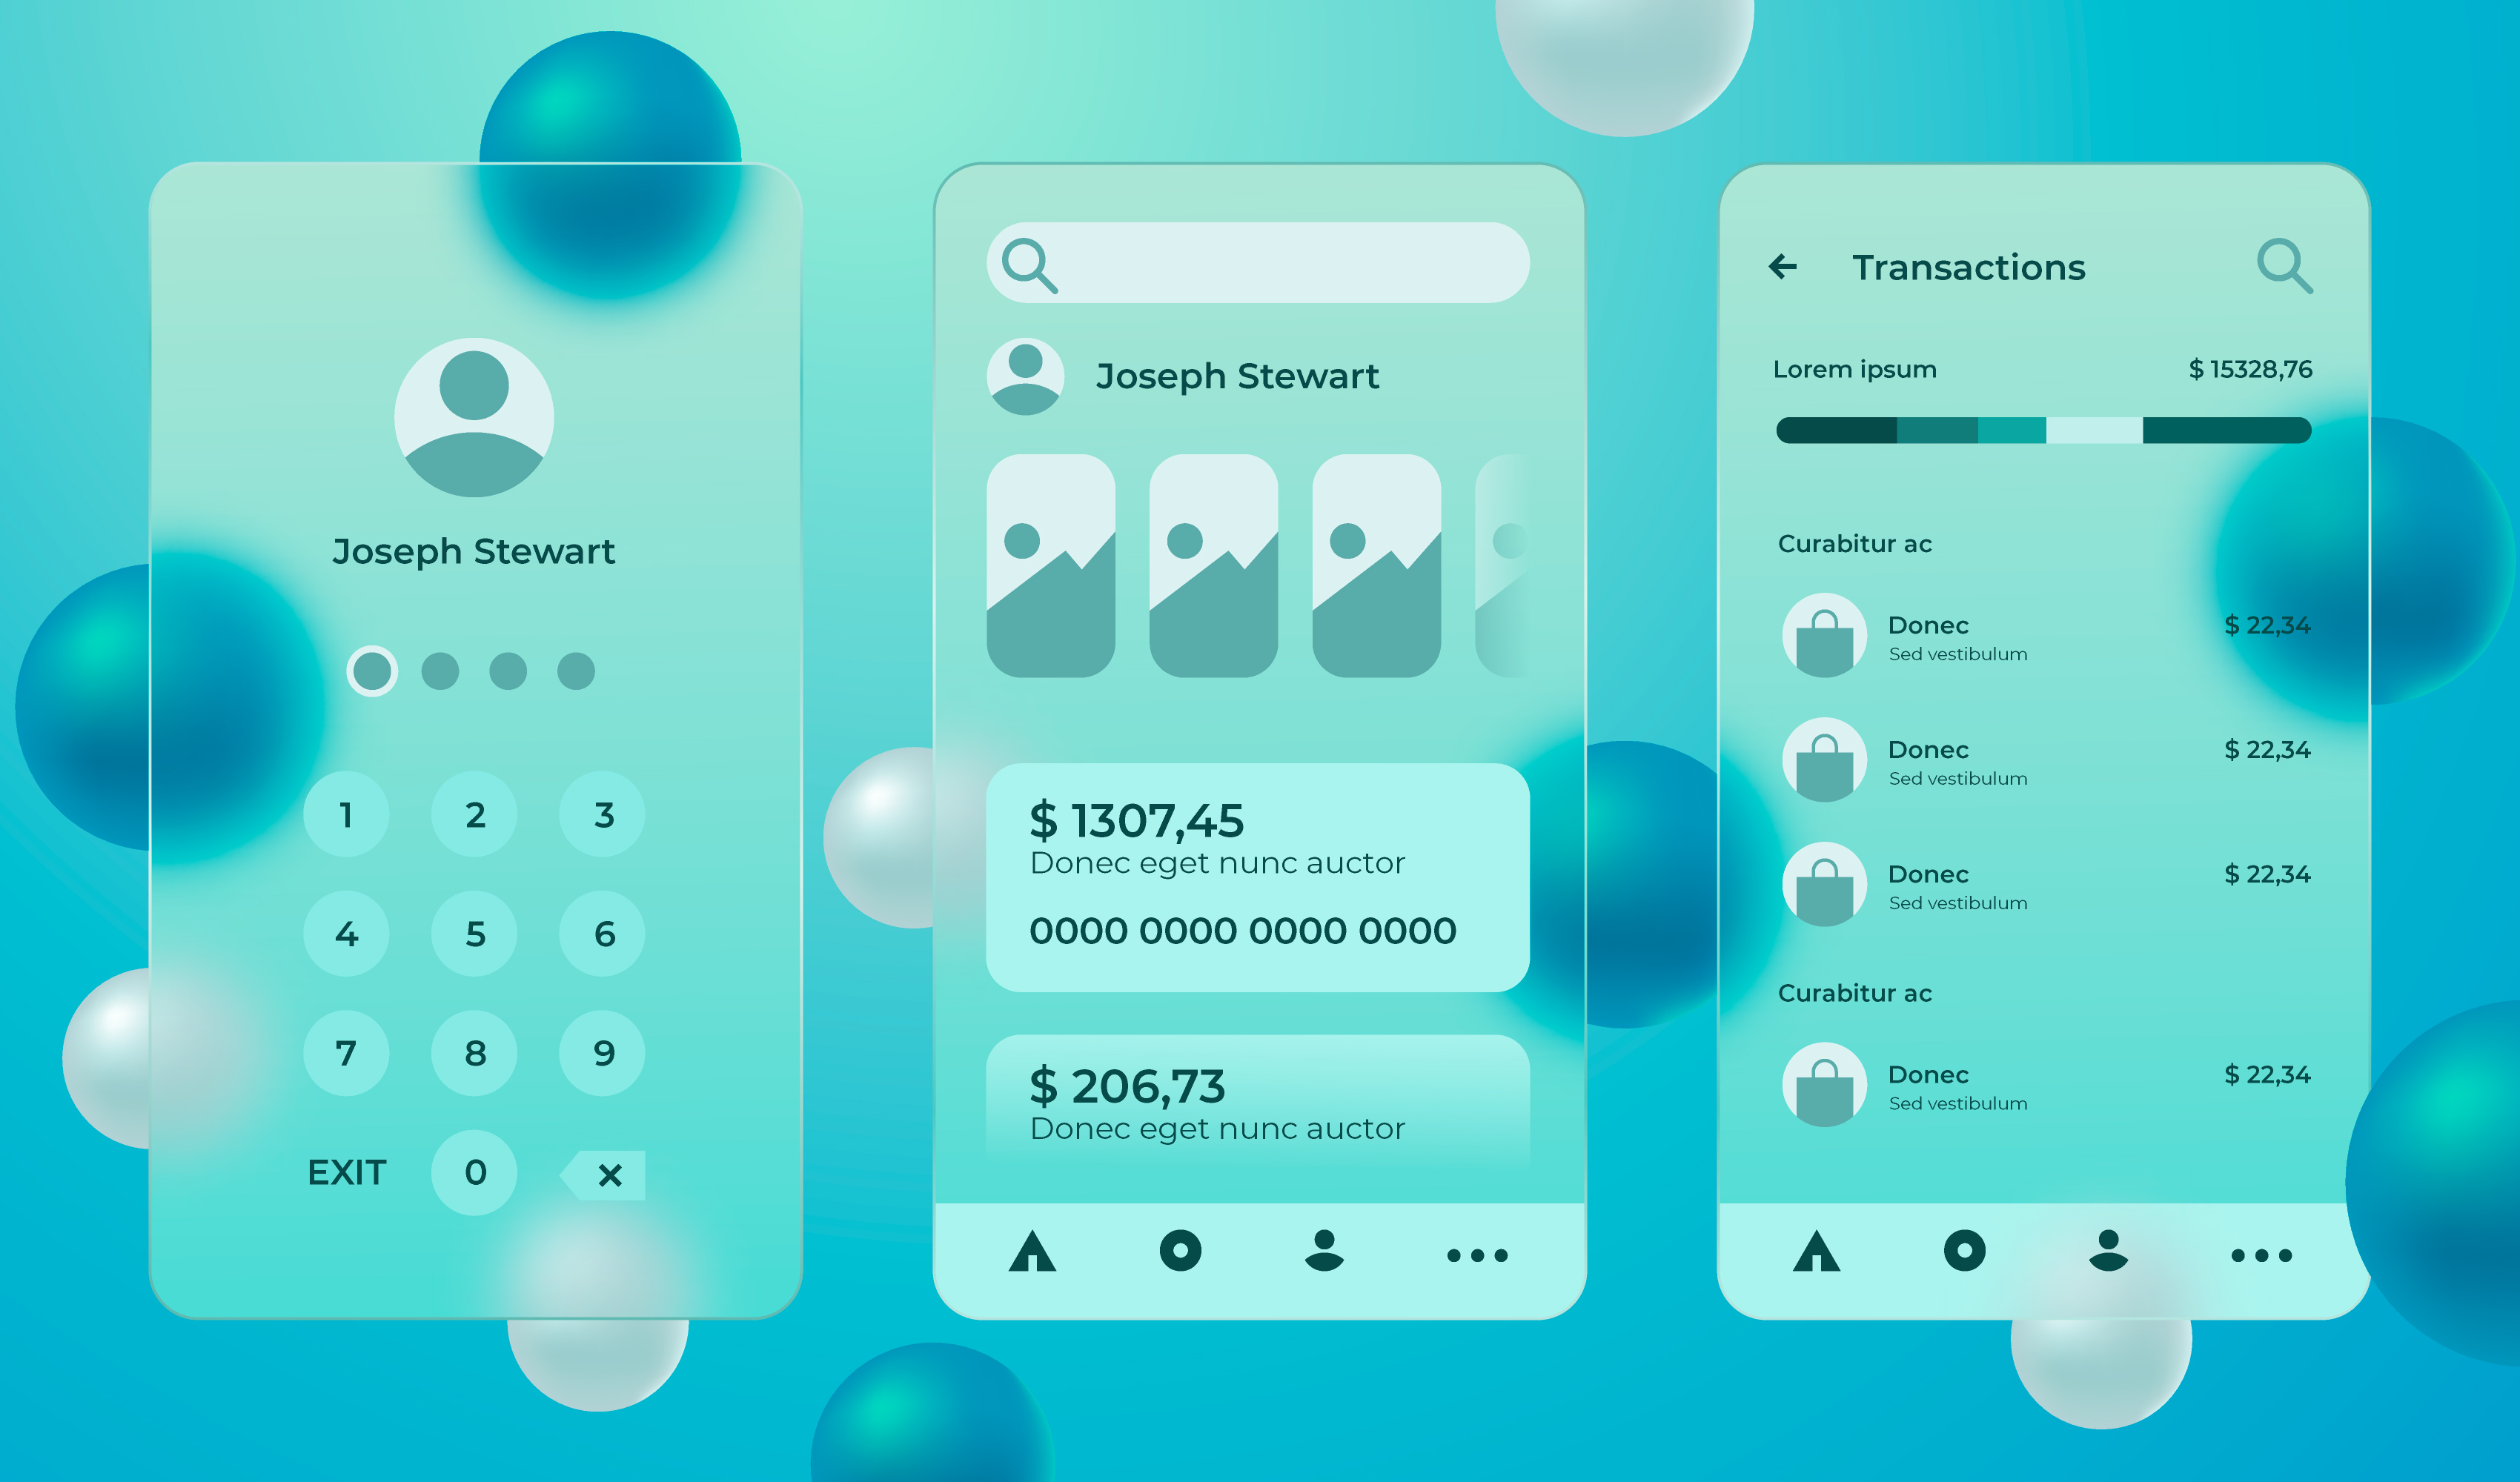 Joseph Stewart
1 2 3
4 5 6
7 8 9
EXIT 0
Joseph Stewart
$ 1307,45
Donec eget nunc auctor
0000 0000 0000 0000
$ 206,73
Donec eget nunc auctor
Transactions
Lorem ipsum $ 15328,76
Curabitur ac
Donec $ 22,34
Sed vestibulum
Donec $ 22,34
Sed vestibulum
Donec $ 22,34
Sed vestibulum
Curabitur ac
Donec $ 22,34
Sed vestibulum